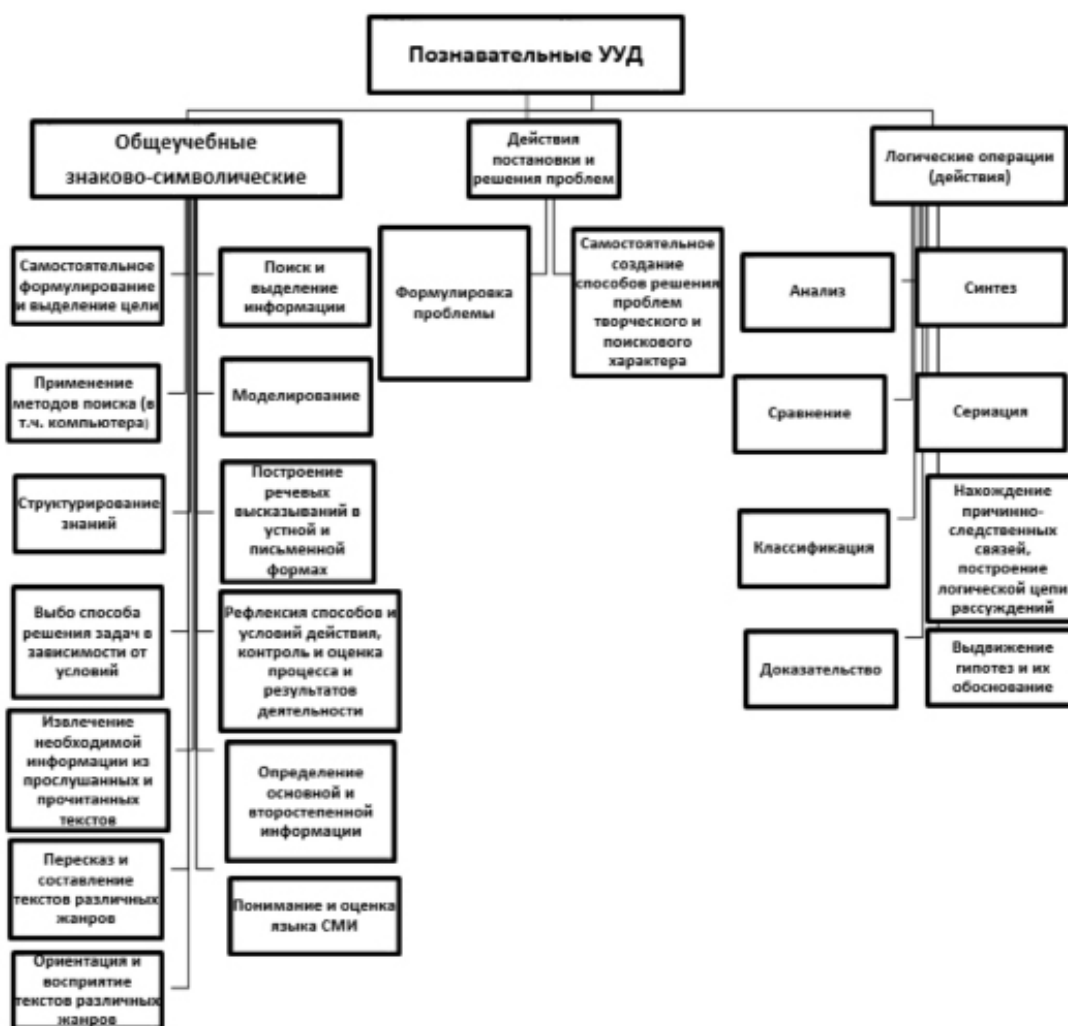 Познавательные УУД
Общеучебные
знаково-символические
Действия
постановки и
решения проблем
Логические операции
(действия)
Самостоятельное
формулирование
и выделение цели
Поиск и
выделение
информации
Формулировка
проблемы
Самостоятельное
создание
способов решения
проблем
творческого и
поискового
характера
Анализ
Синтез
Применение
методов поиска (в
т.ч. компьютера)
Моделирование
Сравнение
Сериация
Структурирование
знаний
Построение
речевых
высказываний в
устной и
письменной
формах
Классификация
Нахождение
причинно-
следственных
связей,
построение
логической цепи
рассуждений
Выбо способа
решения задач в
зависимости от
условий
Рефлексия способов и
условий действия,
контроль и оценка
процесса и
результатов
деятельности
Доказательство
Выдвижение
гипотез и их
обоснование
Извлечение
необходимой
информации из
прослушанных и
прочитанных
текстов
Определение
основной и
второстепенной
информации
Пересказ и
составление
текстов различных
жанров
Понимание и оценка
языка СМИ
Ориентация и
восприятие
текстов различных
жанров